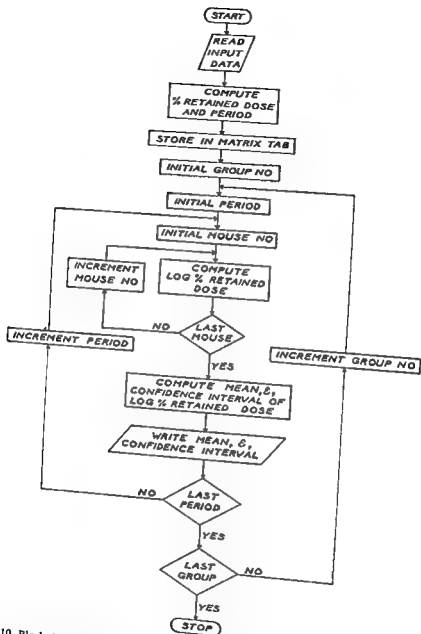 START
READ
INPUT
DATA
COMPUTE
% RETAINED DOSE
AND PERIOD
STORE IN MATRIX TAB
INITIAL GROUP NO
INITIAL PERIOD
INITIAL MOUSE NO
INCREMENT
MOUSE NO
COMPUTE
LOG % RETAINED
DOSE
NO
LAST
MOUSE
INCREMENT PERIOD
INCREMENT GROUP NO
YES
COMPUTE MEAN, &,
CONFIDENCE INTERVAL OF
LOG % RETAINED DOSE
WRITE MEAN, &,
CONFIDENCE INTERVAL
NO
LAST
PERIOD
YES
LAST
GROUP
NO
YES
STOP
10